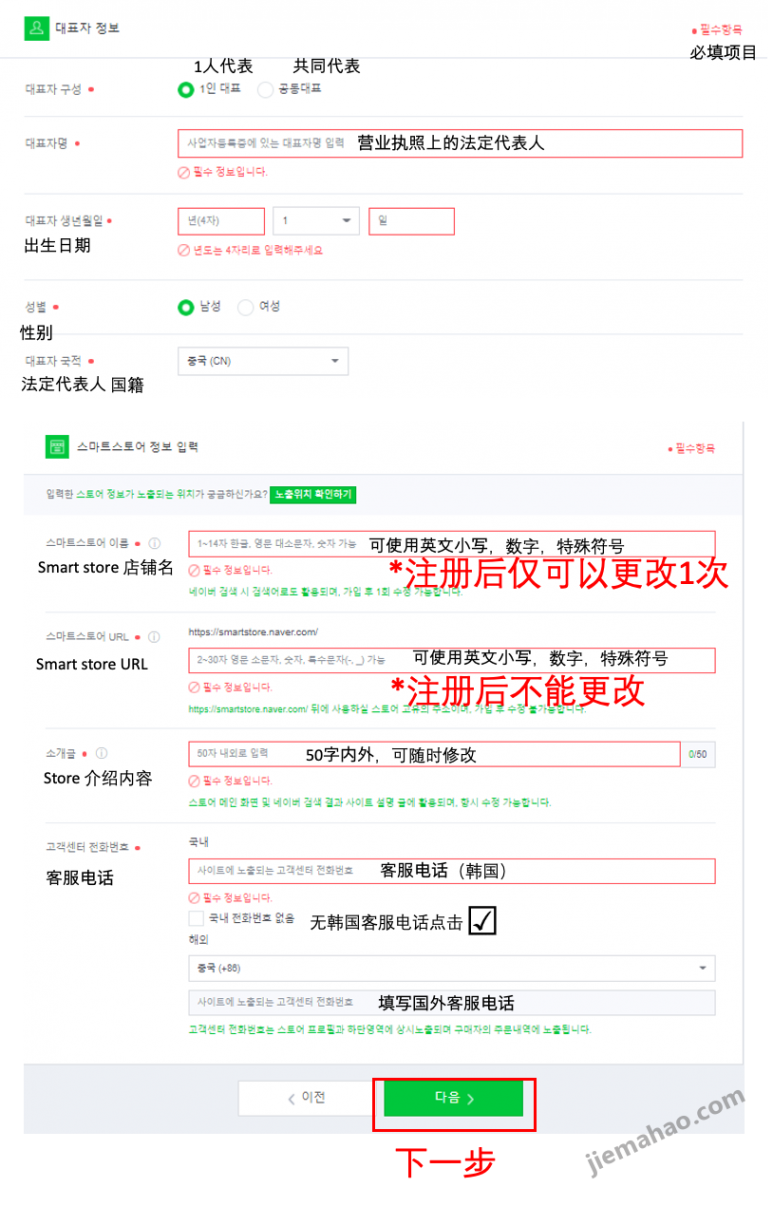 대표자 정보
필수항목
必填项目
1人代表 共同代表
대표자 구성 1인 대표 공동대표
대표자명 사업자등록증에 있는 대표자명 입력 营业执照上的法定代表人
필수 정보입니다.
대표자 생년월일 년(4자) 1 일
出生日期
년도는 4자리로 입력해주세요
성별 남성 여성
性别
대표자 국적 중국 (CN)
法定代表人 国籍
스마트스토어 정보 입력
필수항목
입력한 스토어 정보가 노출되는 위치가 궁금하신가요? 노출위치 확인하기
스마트스토어 이름 1~14자 한글, 영문 대소문자, 숫자 가능 可使用英文小写，数字，特殊符号
Smart store 店铺名
필수 정보입니다.
*注册后仅可以更改1次
네이버 검색 시 검색어로도 활용되며, 가입 후 1회 수정 가능합니다.
스마트스토어 URL https://smartstore.naver.com/
Smart store URL
2~30자 영문 소문자, 숫자, 특수문자(-, _) 가능 可使用英文小写，数字，特殊符号
필수 정보입니다.
*注册后不能更改
https://smartstore.naver.com/ 뒤에 사용하실 스토어 고유의 주소이며, 가입 후 수정 불가능합니다.
소개글 50자 내외로 입력 50字内外，可随时修改 0/50
Store 介绍内容
필수 정보입니다.
스토어 메인 화면 및 네이버 검색 결과 사이트 설명 글에 활용되며, 항시 수정 가능합니다.
고객센터 전화번호 국내
客服电话
사이트에 노출되는 고객센터 전화번호 客服电话（韩国）
필수 정보입니다.
국내 전화번호 없음 无韩国客服电话点击
해외
중국 (+86)
사이트에 노출되는 고객센터 전화번호 填写国外客服电话
고객센터 전화번호는 스토어 프로필과 하단영역에 상시노출되며 구매자의 주문내역에 노출됩니다.
이전 다음
下一步
jiemahao.com